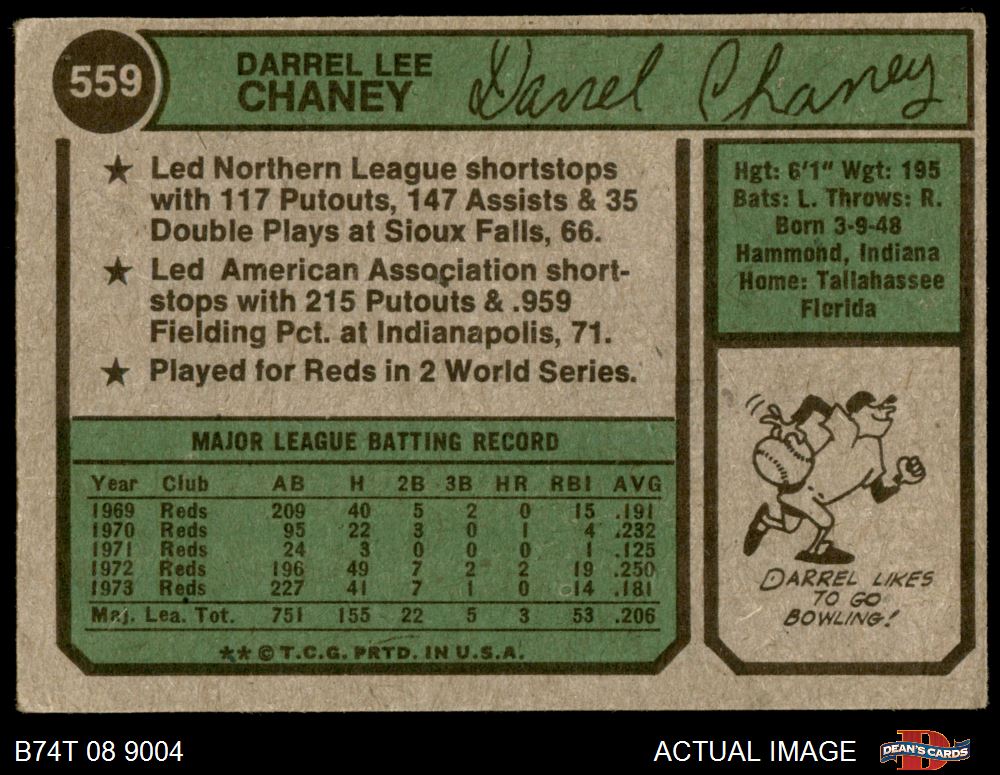 559
DARREL LEE
CHANEY
Darrel Chaney
★ Led Northern League shortstops
with 117 Putouts, 147 Assists & 35
Double Plays at Sioux Falls, 66.
★ Led American Association short-
stops with 215 Putouts & .959
Fielding Pct. at Indianapolis, 71.
★ Played for Reds in 2 World Series.
Hgt: 6'1" Wgt: 195
Bats: L. Throws: R.
Born 3-9-48
Hammond, Indiana
Home: Tallahassee
Florida
MAJOR LEAGUE BATTING RECORD
Year Club AB H 2B 3B HR RBI AVG
1969 Reds 209 40 5 2 0 15 .191
1970 Reds 95 22 3 0 1 4 .232
1971 Reds 24 3 0 0 0 1 .125
1972 Reds 196 49 7 2 2 19 .250
1973 Reds 227 41 7 1 0 14 .181
Maj. Lea. Tot. 751 155 22 5 3 53 .206
** © T.C.G. PRTD. IN U.S.A.
DARREL LIKES
TO GO
BOWLING!
B74T 08 9004
ACTUAL IMAGE
D
DEAN'S CARDS